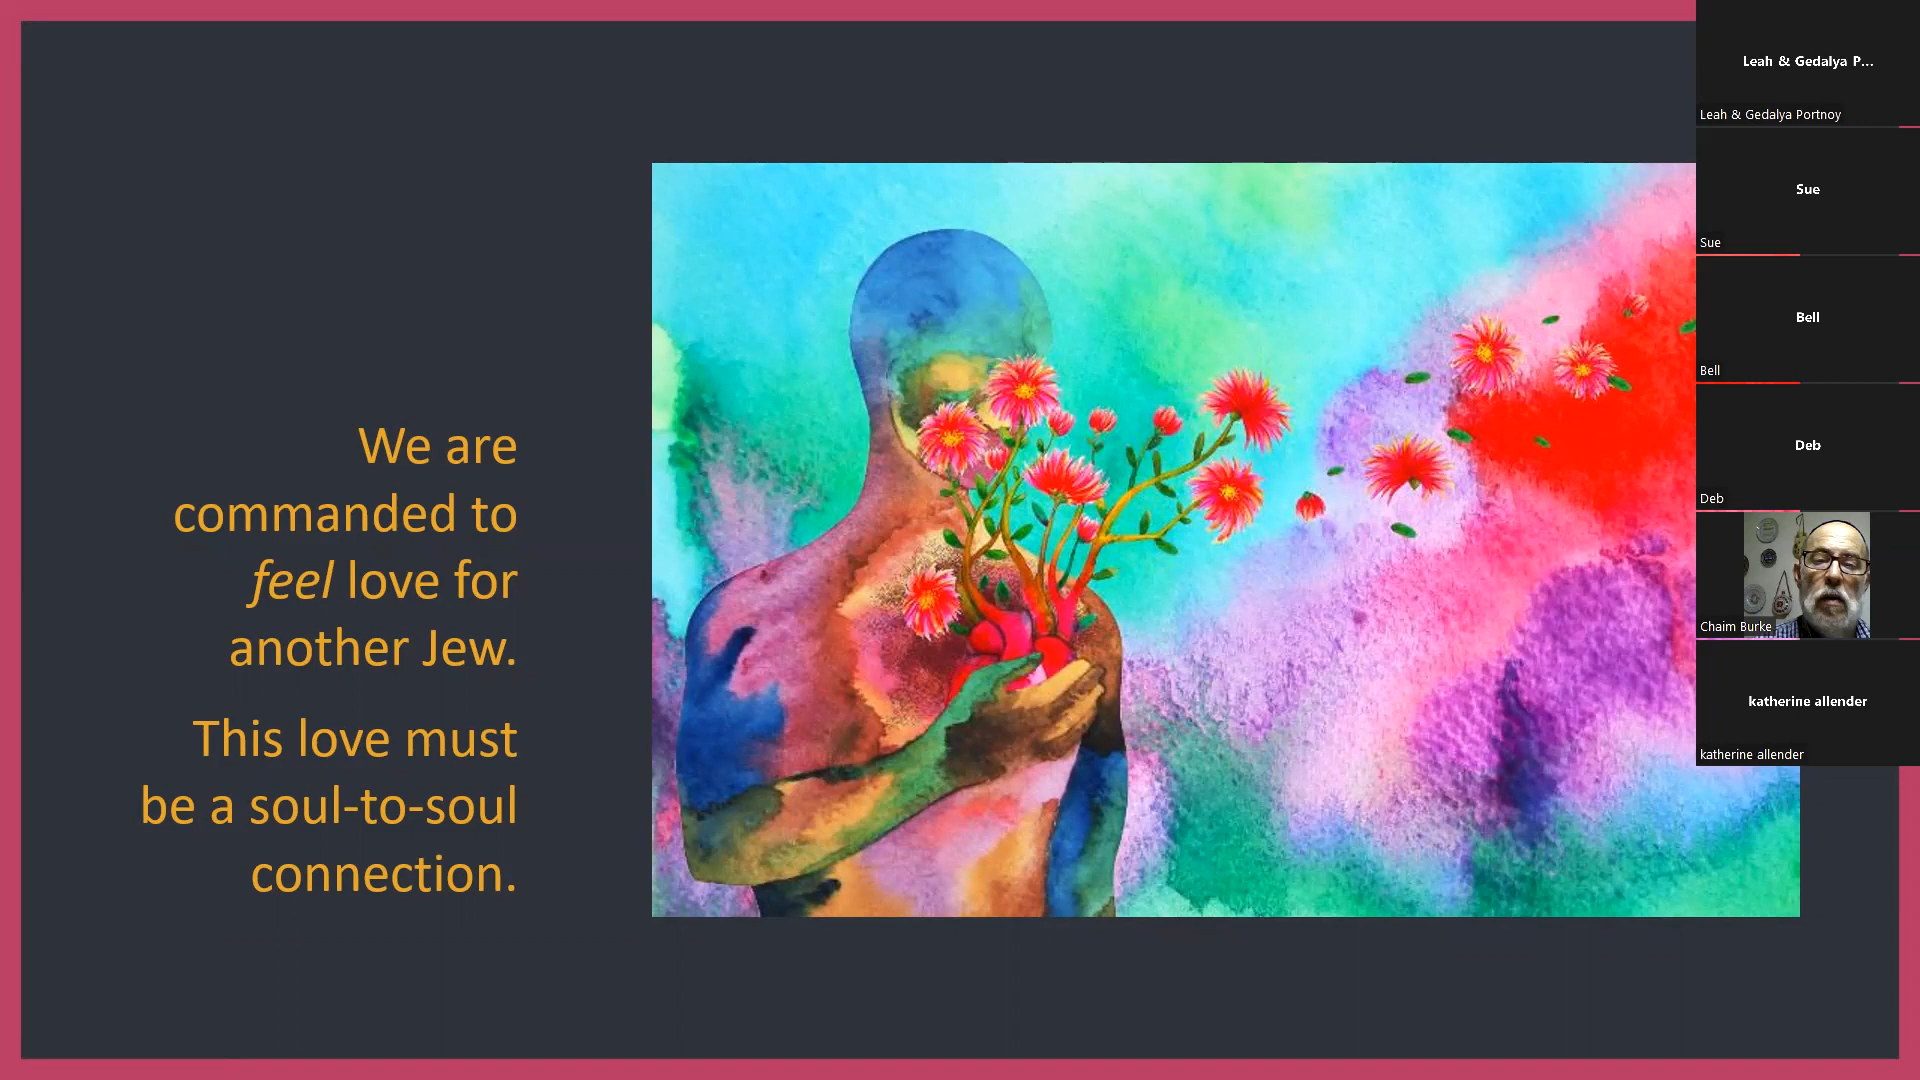 We are
commanded to
feel love for
another Jew.
This love must
be a soul-to-soul
connection.
Leah & Gedalya P...
Leah & Gedalya Portnoy
Sue
Sue
Bell
Bell
Deb
Deb
Chaim Burke
katherine allender
katherine allender